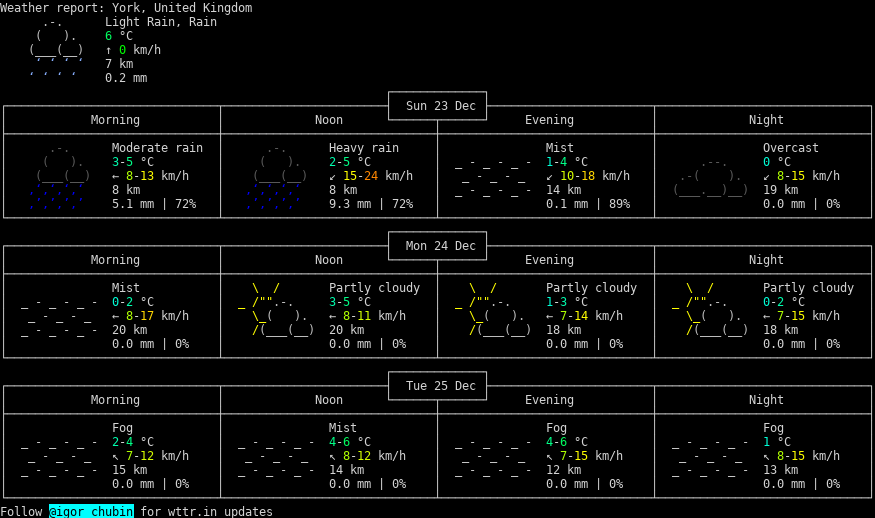 Weather report: York, United Kingdom
Light Rain, Rain
6 °C
↑ 0 km/h
7 km
0.2 mm
Sun 23 Dec
Morning Noon Evening Night
Moderate rain Heavy rain Mist Overcast
3-5 °C 2-5 °C 1-4 °C 0 °C
← 8-13 km/h ↙ 15-24 km/h ↙ 10-18 km/h ↙ 8-15 km/h
8 km 8 km 14 km 19 km
5.1 mm | 72% 9.3 mm | 72% 0.1 mm | 89% 0.0 mm | 0%
Mon 24 Dec
Morning Noon Evening Night
Mist Partly cloudy Partly cloudy Partly cloudy
0-2 °C 3-5 °C 1-3 °C 0-2 °C
← 8-17 km/h ← 8-11 km/h ← 7-14 km/h ← 7-15 km/h
20 km 20 km 18 km 18 km
0.0 mm | 0% 0.0 mm | 0% 0.0 mm | 0% 0.0 mm | 0%
Tue 25 Dec
Morning Noon Evening Night
Fog Mist Fog Fog
2-4 °C 4-6 °C 4-6 °C 1 °C
↖ 7-12 km/h ↖ 8-12 km/h ↖ 7-15 km/h ↖ 8-15 km/h
15 km 14 km 12 km 13 km
0.0 mm | 0% 0.0 mm | 0% 0.0 mm | 0% 0.0 mm | 0%
Follow @igor_chubin for wttr.in updates